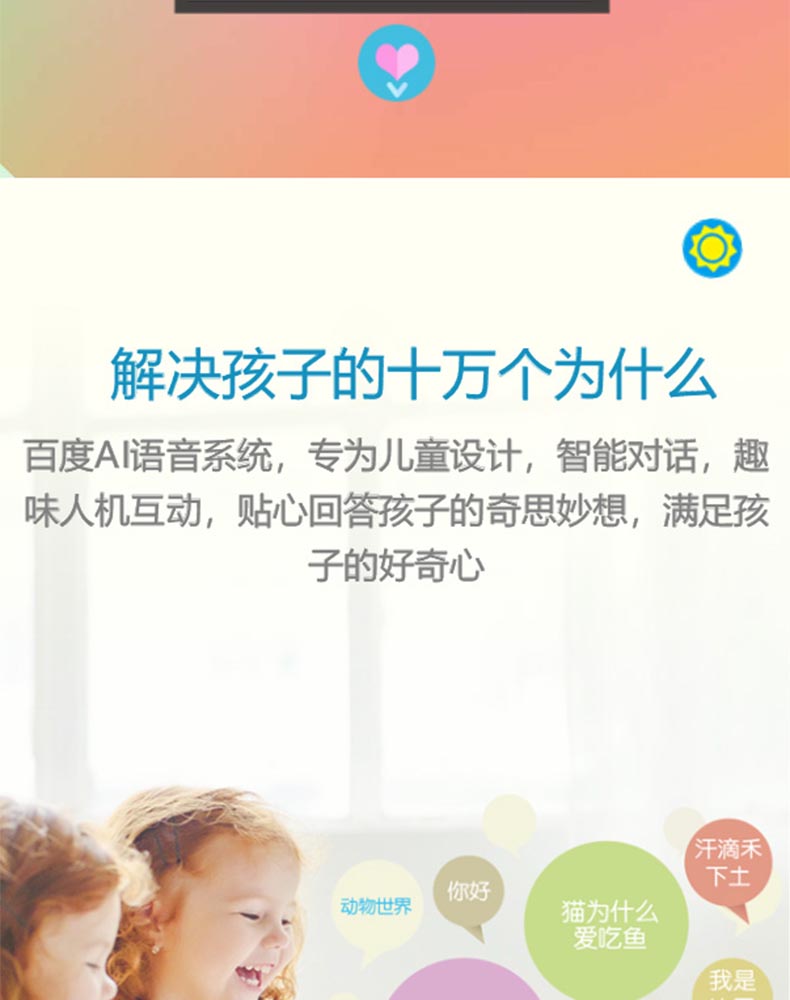 解决孩子的十万个为什么
百度AI语音系统，专为儿童设计，智能对话，趣
味人机互动，贴心回答孩子的奇思妙想，满足孩
子的好奇心
汗滴禾
下土
动物世界
你好
猫为什么
爱吃鱼
我是